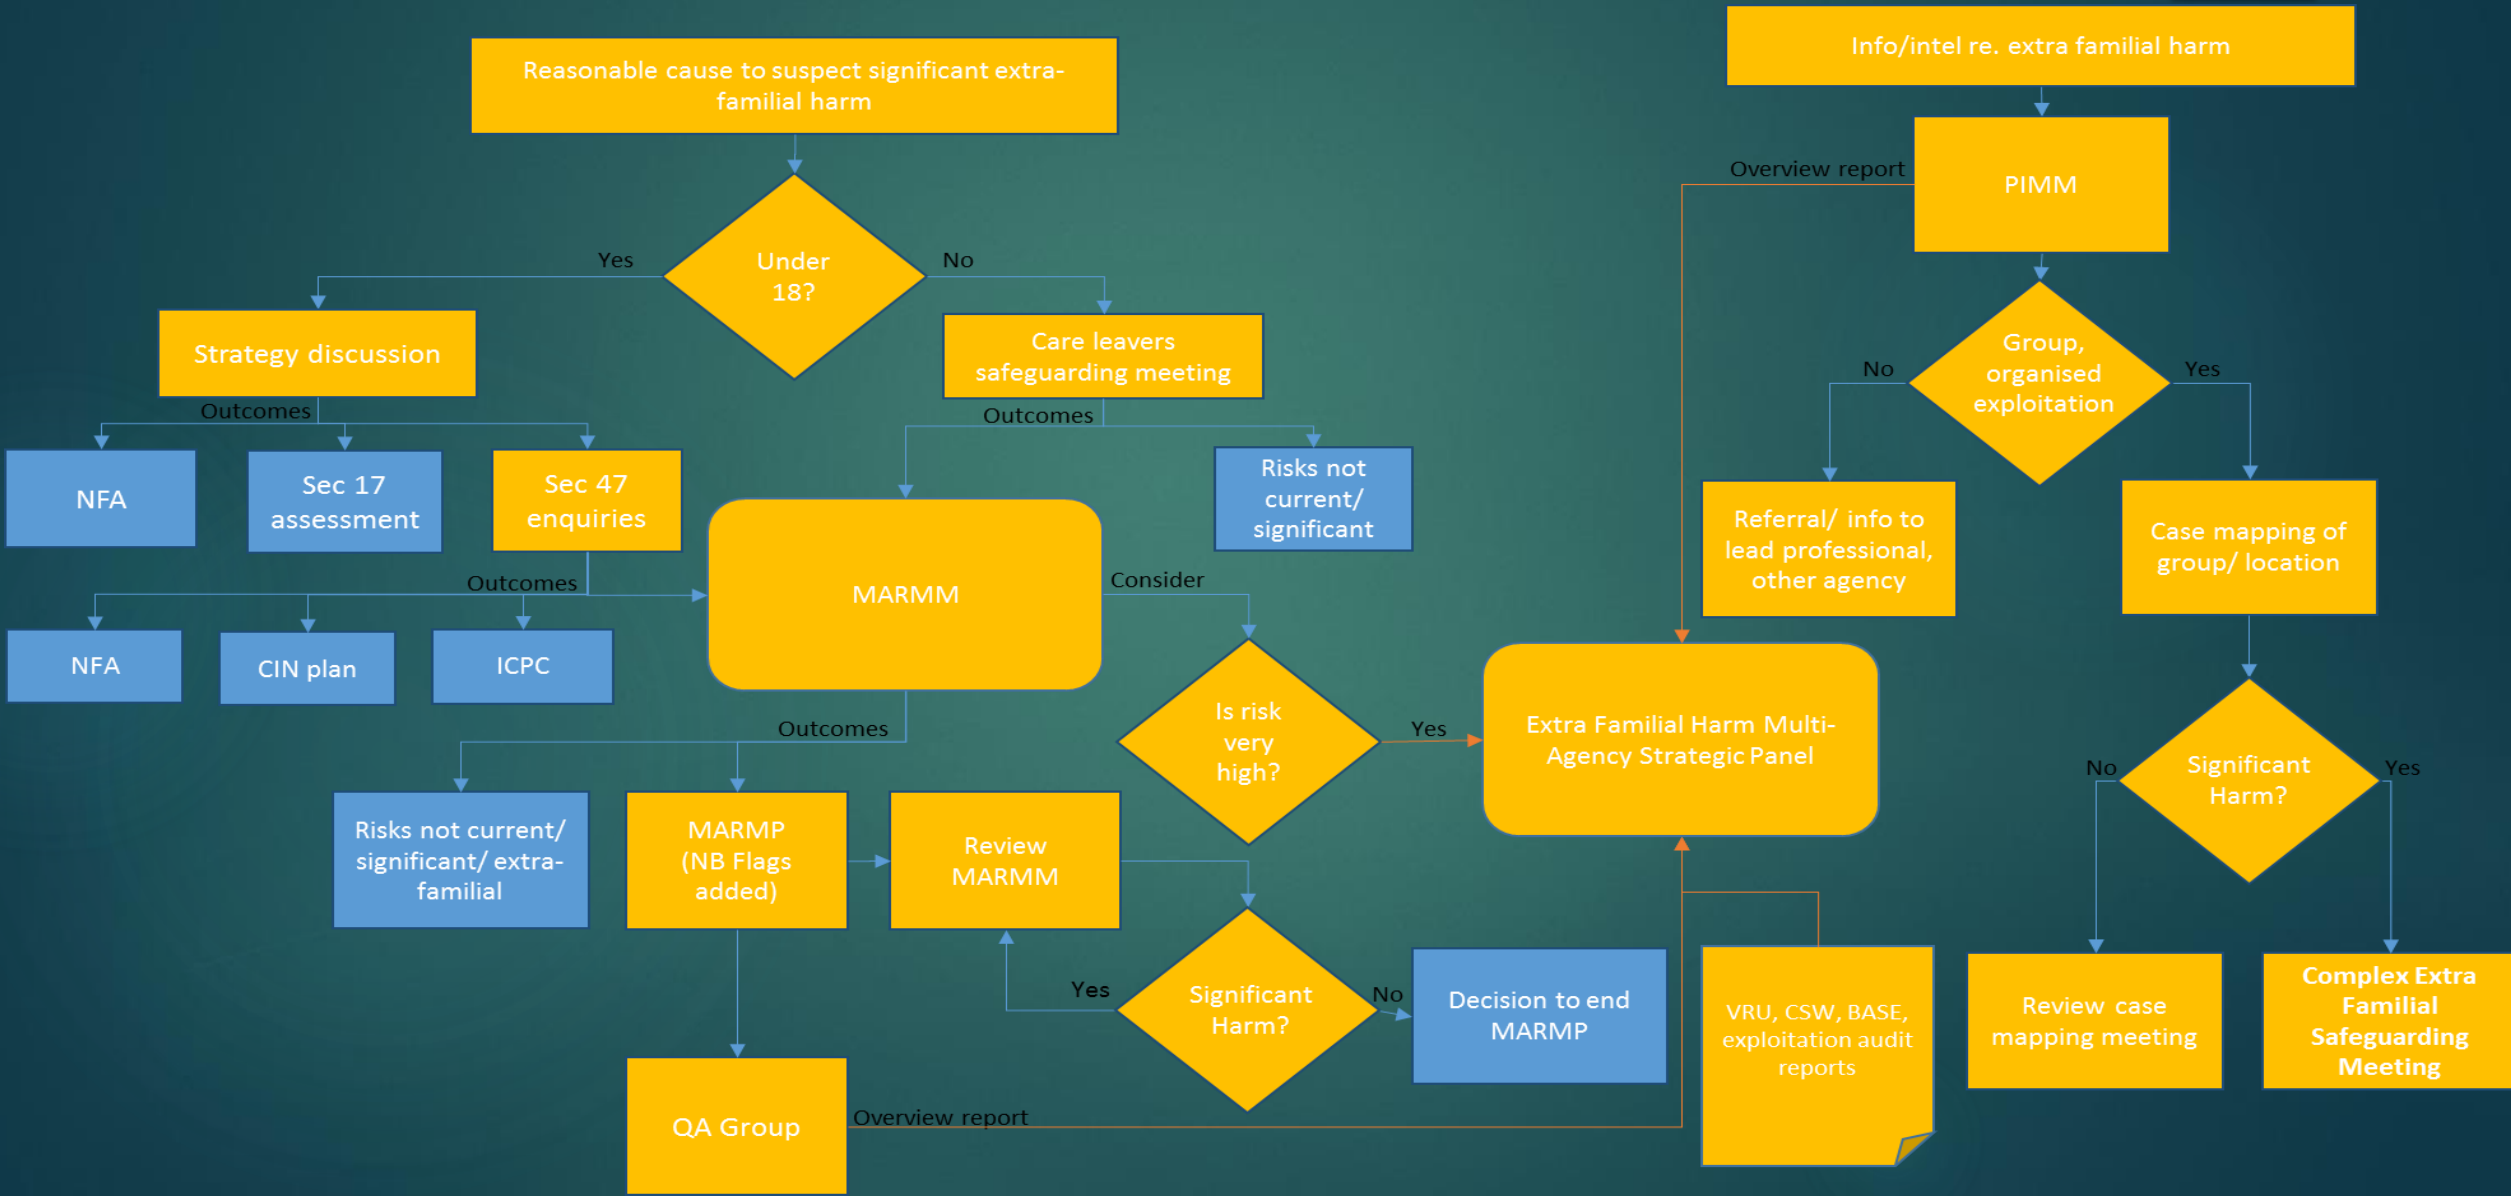 Reasonable cause to suspect significant extra-
familial harm
Under
18?
Yes
No
Strategy discussion
Outcomes
NFA
Sec 17
assessment
Sec 47
enquiries
Outcomes
NFA
CIN plan
ICPC
Care leavers
safeguarding meeting
Outcomes
Risks not
current/
significant
MARMM
Consider
Is risk
very
high?
Yes
Outcomes
Risks not current/
significant/ extra-
familial
MARMP
(NB Flags
added)
Review
MARMM
Significant
Harm?
Yes
No
Decision to end
MARMP
QA Group
Overview report
Extra Familial Harm Multi-
Agency Strategic Panel
VRU, CSW, BASE,
exploitation audit
reports
Info/intel re. extra familial harm
PIMM
Overview report
Group,
organised
exploitation
No
Yes
Referral/ info to
lead professional,
other agency
Case mapping of
group/ location
Significant
Harm?
No
Yes
Review case
mapping meeting
Complex Extra
Familial
Safeguarding
Meeting